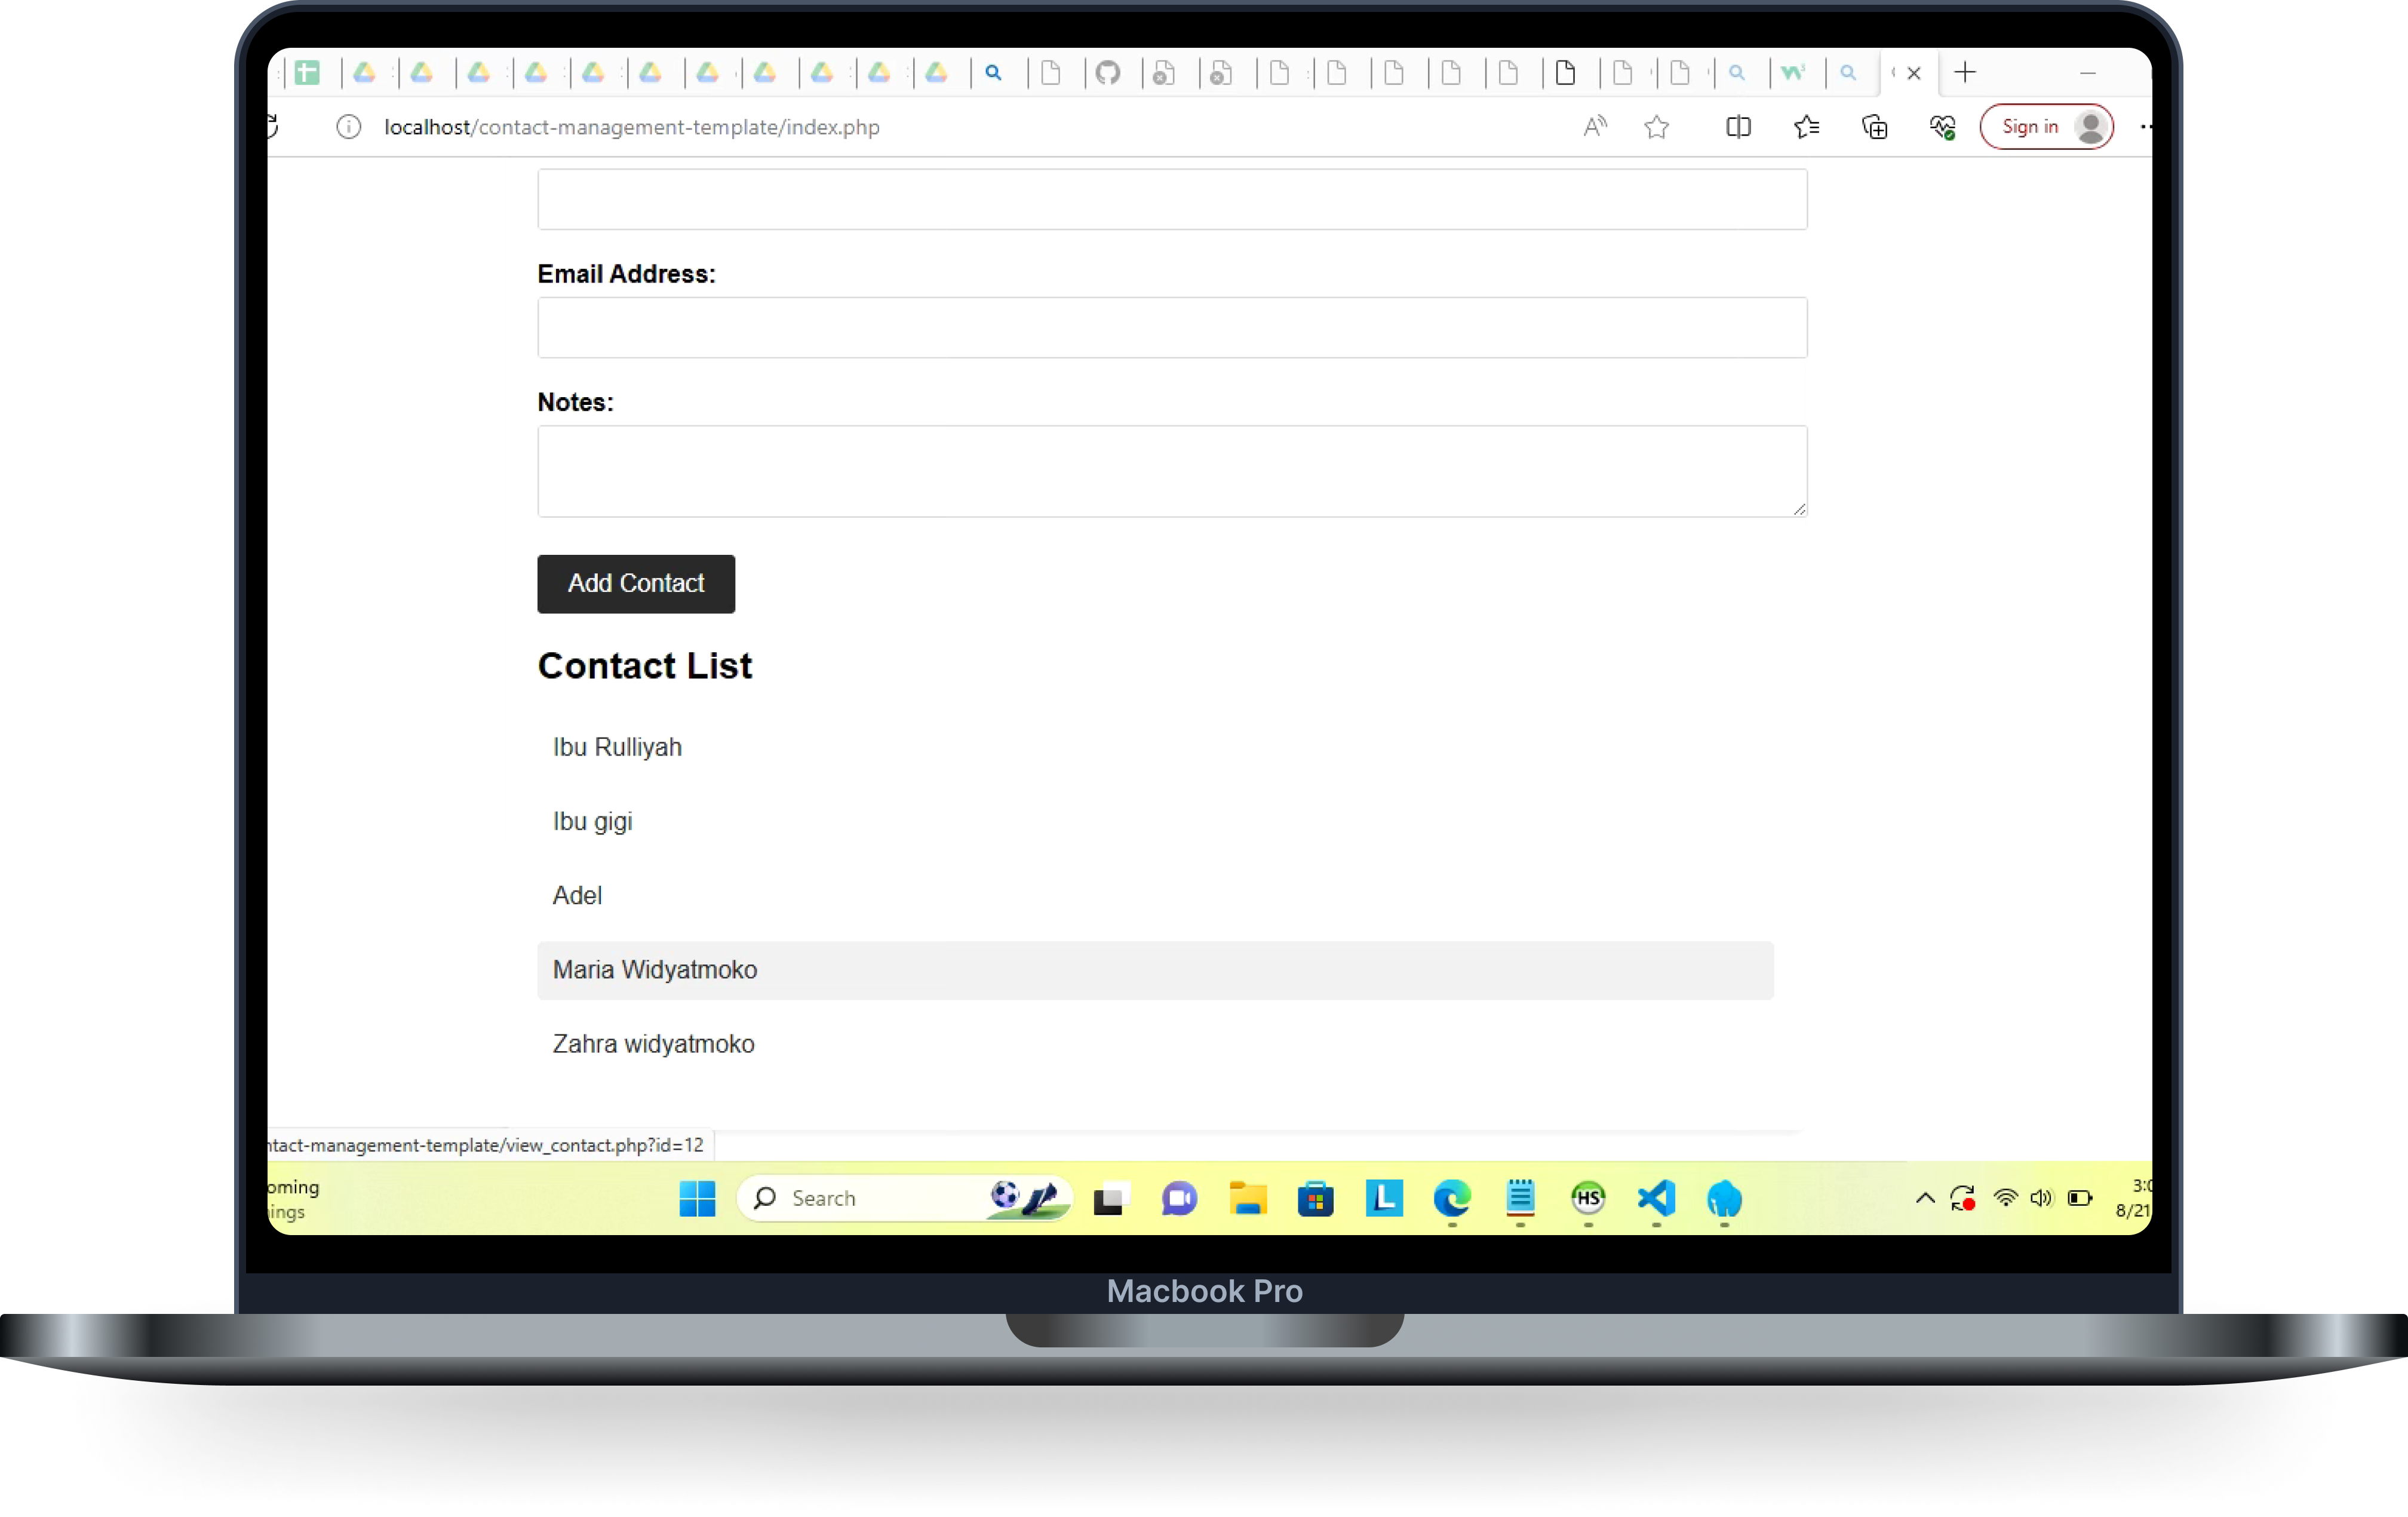 localhost/contact-management-template/index.php
Sign in
Email Address:
Notes:
Add Contact
Contact List
Ibu Rulliyah
Ibu gigi
Adel
Maria Widyatmoko
Zahra widyatmoko
ntact-management-template/view_contact.php?id=12
oming
ings
Search
HS
3:0
8/21
Macbook Pro